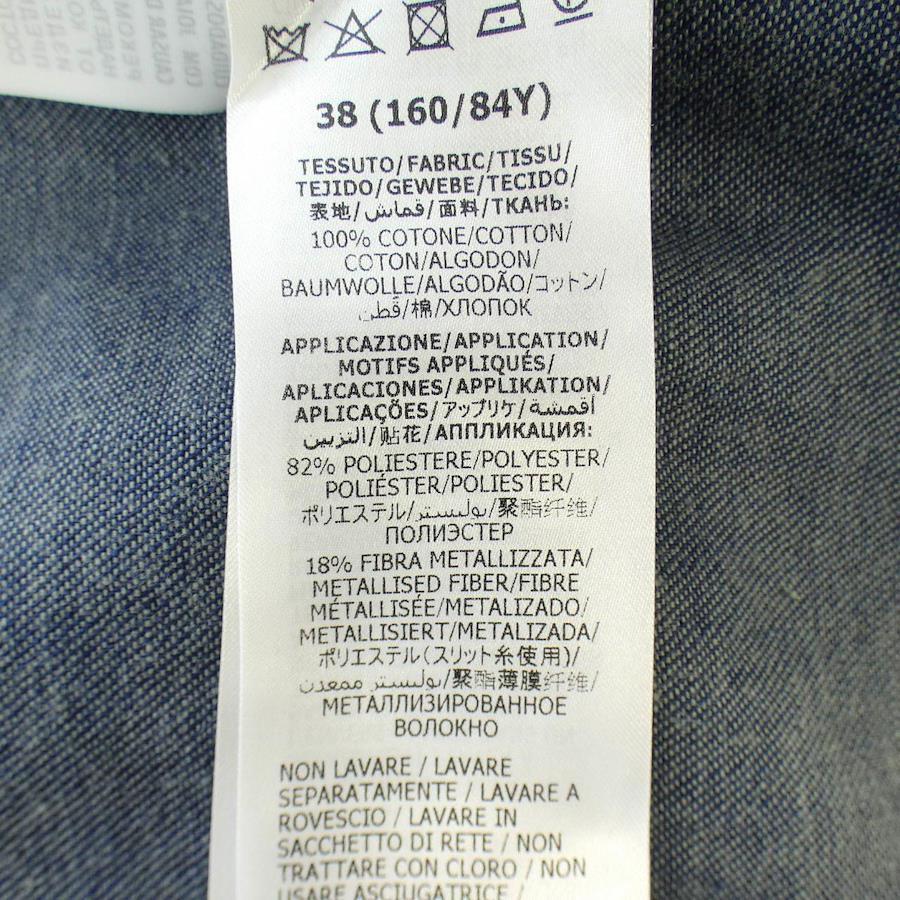 38 (160/84Y)
TESSUTO/FABRIC/TISSU/
TEJIDO/GEWEBE/TECIDO/
表地/قماش/面料/ТКАНЬ:
100% COTONE/COTTON/
COTON/ALGODON/
BAUMWOLLE/ALGODÃO/コットン/
قطن/棉/ХЛОПОК
APPLICAZIONE/APPLICATION/
MOTIFS APPLIQUÉS/
APLICACIONES/APPLIKATION/
APLICAÇÕES/アップリケ/أقمشة
التزيين/贴花/АППЛИКАЦИЯ:
82% POLIESTERE/POLYESTER/
POLIÉSTER/POLIESTER/
ポリエステル/بوليستر/聚酯纤维/
ПОЛИЭСТЕР
18% FIBRA METALLIZZATA/
METALLISED FIBER/FIBRE
MÉTALLISÉE/METALIZADO/
METALLISIERT/METALIZADA/
ポリエステル(スリット糸使用)/
بوليستر ممعدن/聚酯薄膜纤维/
МЕТАЛЛИЗИРОВАННОЕ
ВОЛОКНО
NON LAVARE / LAVARE
SEPARATAMENTE / LAVARE A
ROVESCIO / LAVARE IN
SACCHETTO DI RETE / NON
TRATTARE CON CLORO / NON
USARE ASCIUGATRICE /